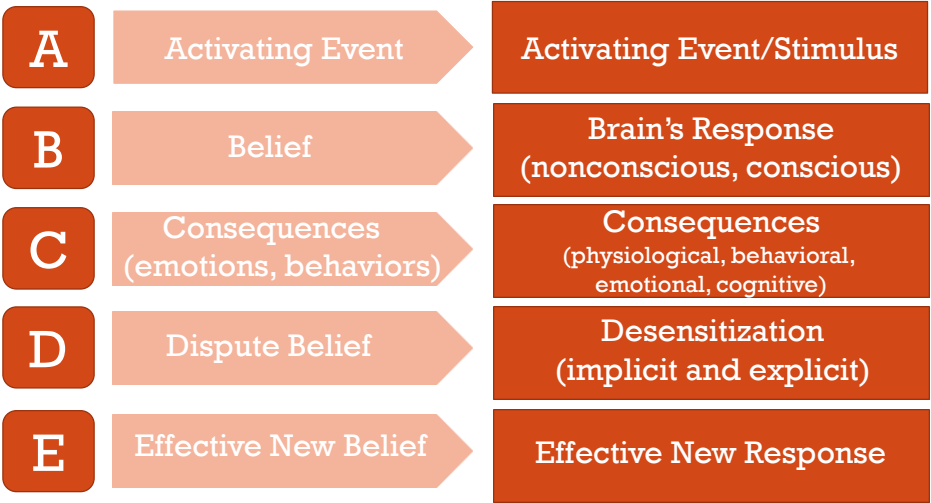 A
Activating Event
Activating Event/Stimulus
B
Belief
Brain's Response
(nonconscious, conscious)
C
Consequences
(emotions, behaviors)
Consequences
(physiological, behavioral,
emotional, cognitive)
D
Dispute Belief
Desensitization
(implicit and explicit)
E
Effective New Belief
Effective New Response